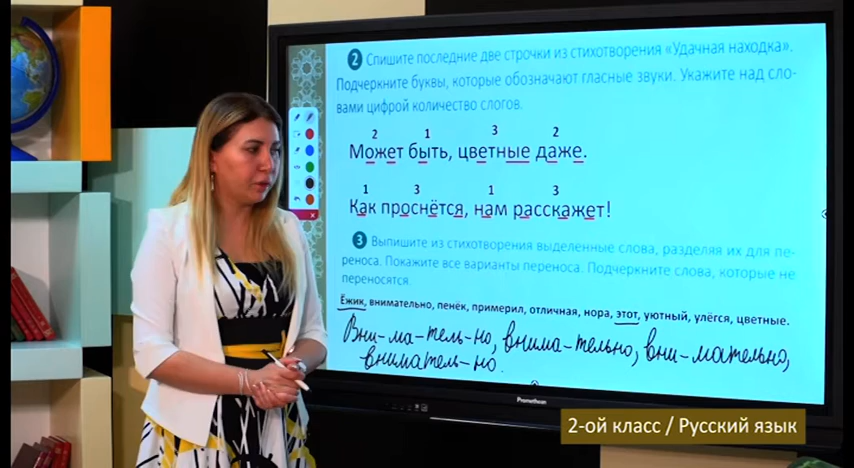 2 Спишите последние две строчки из стихотворения «Удачная находка».
Подчеркните буквы, которые обозначают гласные звуки. Укажите над сло-
вами цифрой количество слогов.
2 1 3 2
Может быть, цветные даже.
1 3 1 3
Как проснётся, нам расскажет!
3 Выпишите из стихотворения выделенные слова, разделяя их для пе-
реноса. Покажите все варианты переноса. Подчеркните слова, которые не
переносятся.
Ёжик, внимательно, пенёк, примерил, отличная, нора, этот, уютный, улёгся, цветные.
Вни-ма-тель-но, внима-тельно, вни-мательно,
внимател​ь-но.
Promethean
2-ой класс / Русский язык